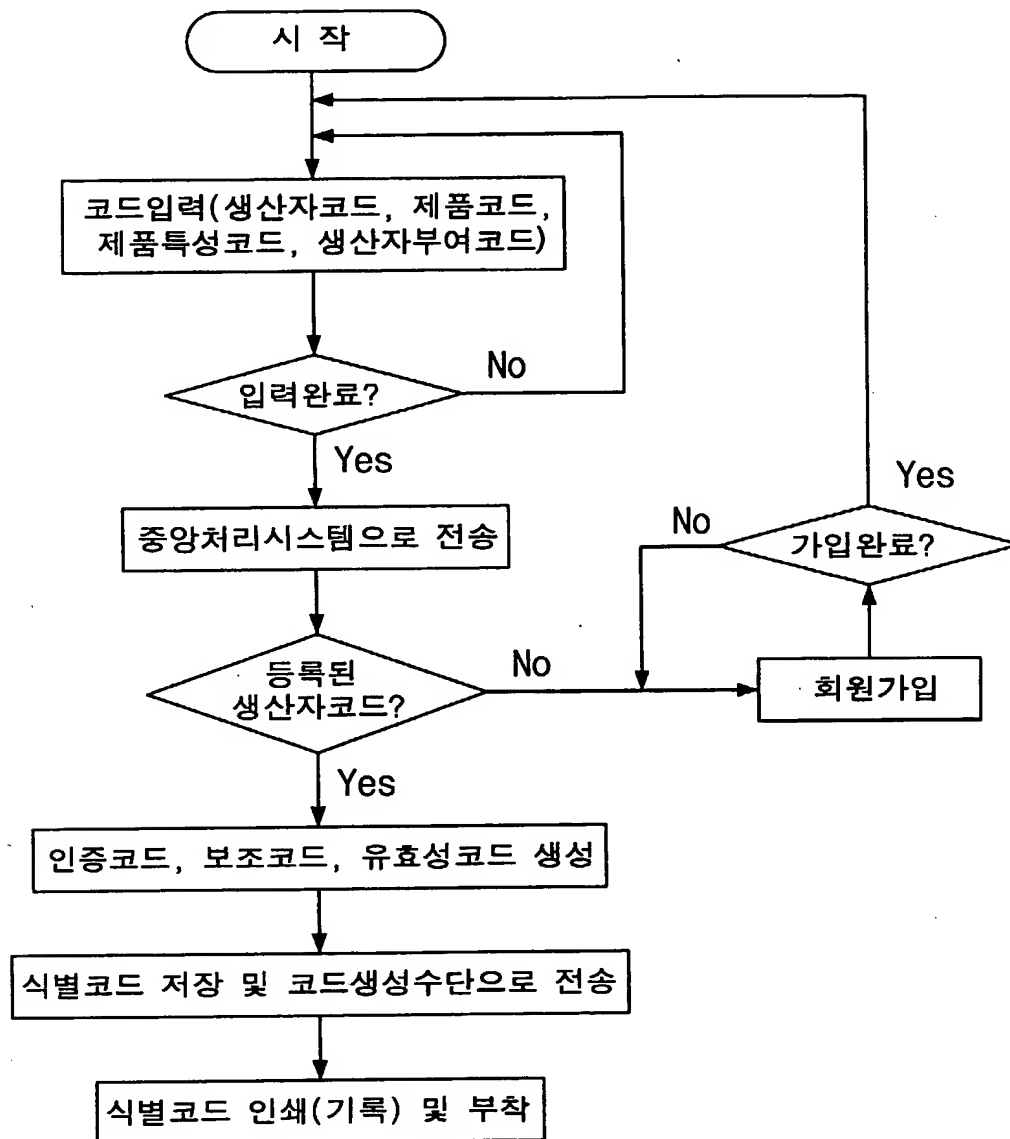 시 작
코드입력(생산자코드, 제품코드,
제품특성코드, 생산자부여코드)
No
입력완료?
Yes
중앙처리시스템으로 전송
Yes
No
가입완료?
등록된
생산자코드?
No
회원가입
Yes
인증코드, 보조코드, 유효성코드 생성
식별코드 저장 및 코드생성수단으로 전송
식별코드 인쇄(기록) 및 부착